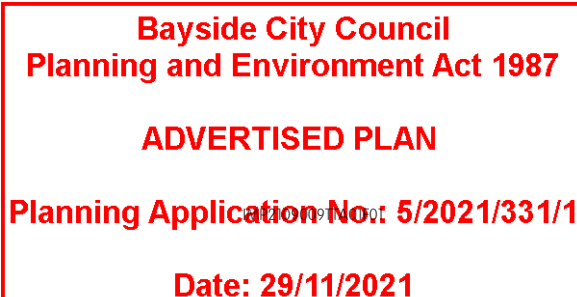 Bayside City Council
Planning and Environment Act 1987
ADVERTISED PLAN
Planning Application No.: 5/2021/331/1
Date: 29/11/2021